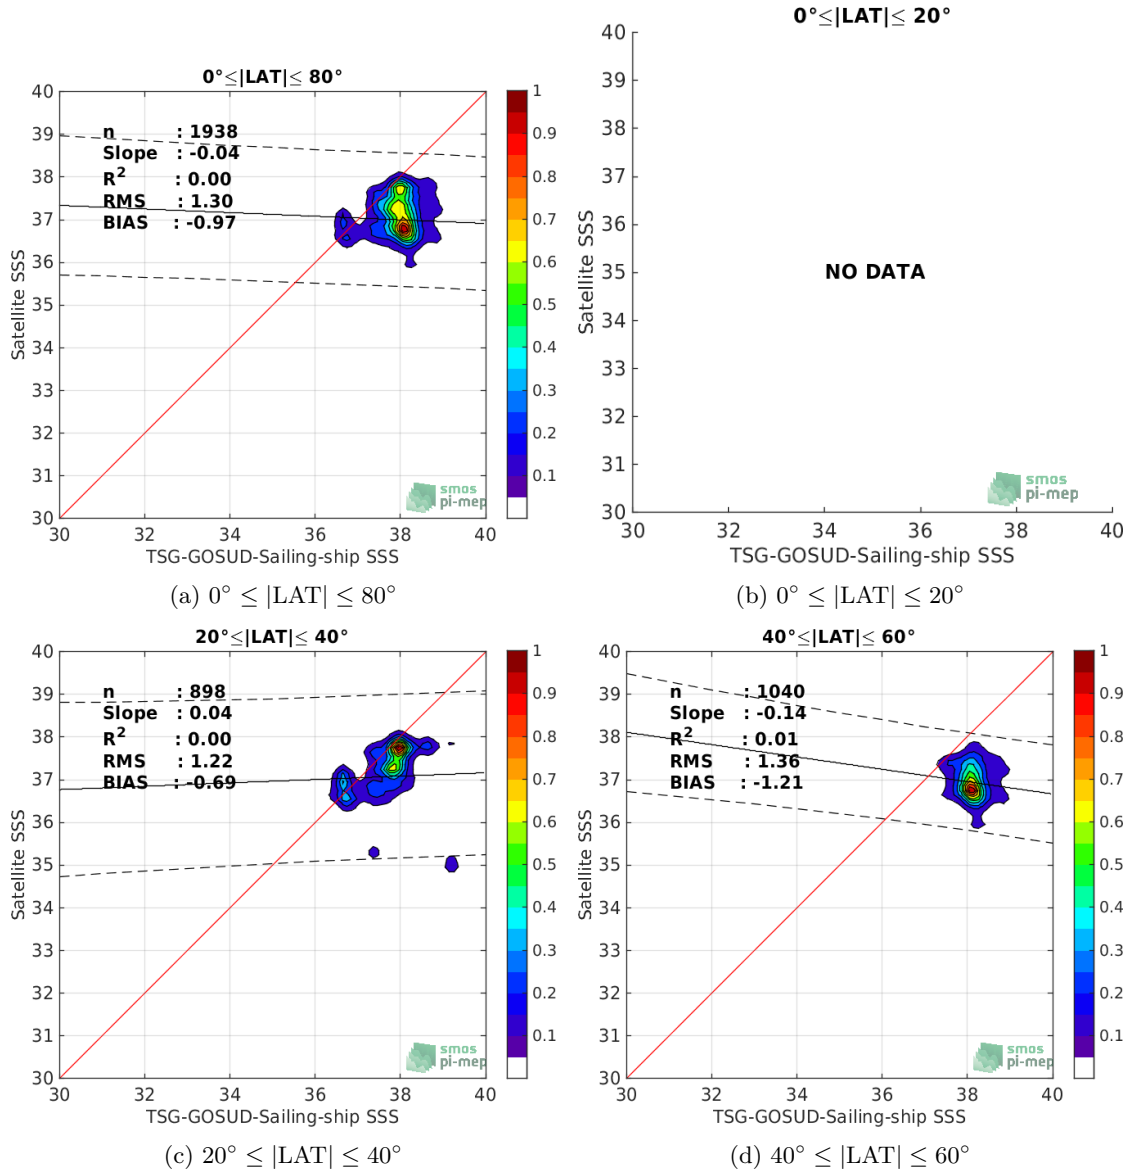 0°≤|LAT|≤ 80°
40
39
38
37
36
35
34
33
32
31
30
Satellite SSS
n : 1938
Slope : -0.04
R² : 0.00
RMS : 1.30
BIAS : -0.97
smos
pi-mep
30 32 34 36 38 40
TSG-GOSUD-Sailing-ship SSS
1
0.9
0.8
0.7
0.6
0.5
0.4
0.3
0.2
0.1
(a) 0° ≤ |LAT| ≤ 80°
0°≤|LAT|≤ 20°
40
39
38
37
36
35
34
33
32
31
30
Satellite SSS
NO DATA
smos
pi-mep
30 32 34 36 38 40
TSG-GOSUD-Sailing-ship SSS
(b) 0° ≤ |LAT| ≤ 20°
20°≤|LAT|≤ 40°
40
39
38
37
36
35
34
33
32
31
30
Satellite SSS
n : 898
Slope : 0.04
R² : 0.00
RMS : 1.22
BIAS : -0.69
smos
pi-mep
30 32 34 36 38 40
TSG-GOSUD-Sailing-ship SSS
1
0.9
0.8
0.7
0.6
0.5
0.4
0.3
0.2
0.1
(c) 20° ≤ |LAT| ≤ 40°
40°≤|LAT|≤ 60°
40
39
38
37
36
35
34
33
32
31
30
Satellite SSS
n : 1040
Slope : -0.14
R² : 0.01
RMS : 1.36
BIAS : -1.21
smos
pi-mep
30 32 34 36 38 40
TSG-GOSUD-Sailing-ship SSS
1
0.9
0.8
0.7
0.6
0.5
0.4
0.3
0.2
0.1
(d) 40° ≤ |LAT| ≤ 60°